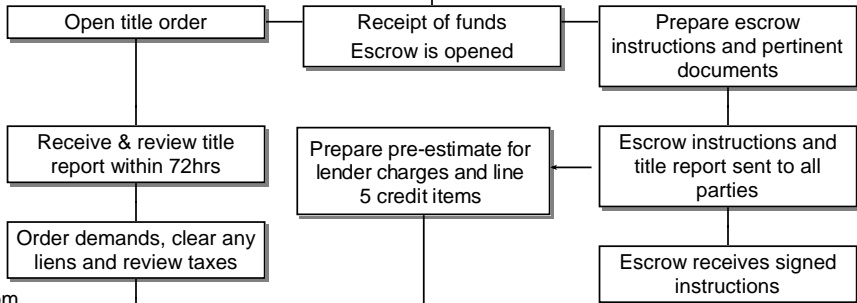 Open title order
Receipt of funds
Escrow is opened
Prepare escrow
instructions and pertinent
documents
Receive & review title
report within 72hrs
Prepare pre-estimate for
lender charges and line
5 credit items
Escrow instructions and
title report sent to all
parties
Order demands, clear any
liens and review taxes
Escrow receives signed
instructions